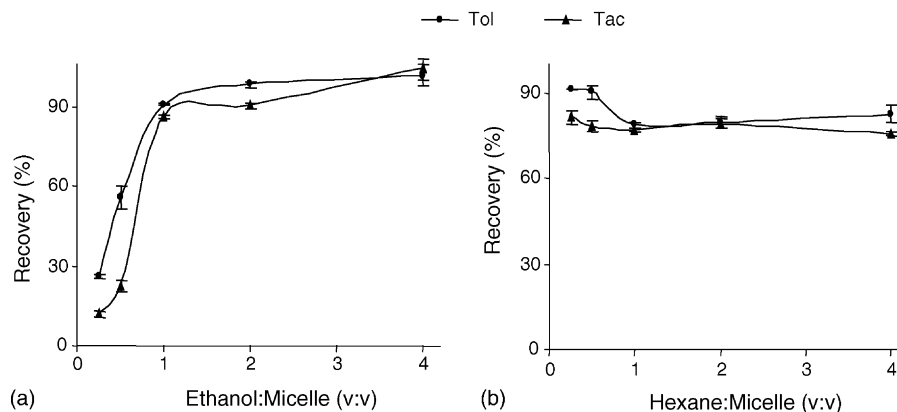 Tol Tac
Recovery (%)
90
60
30
0
0 1 2 3 4
(a) Ethanol:Micelle (v:v)
Recovery (%)
90
60
30
0
0 1 2 3 4
(b) Hexane:Micelle (v:v)